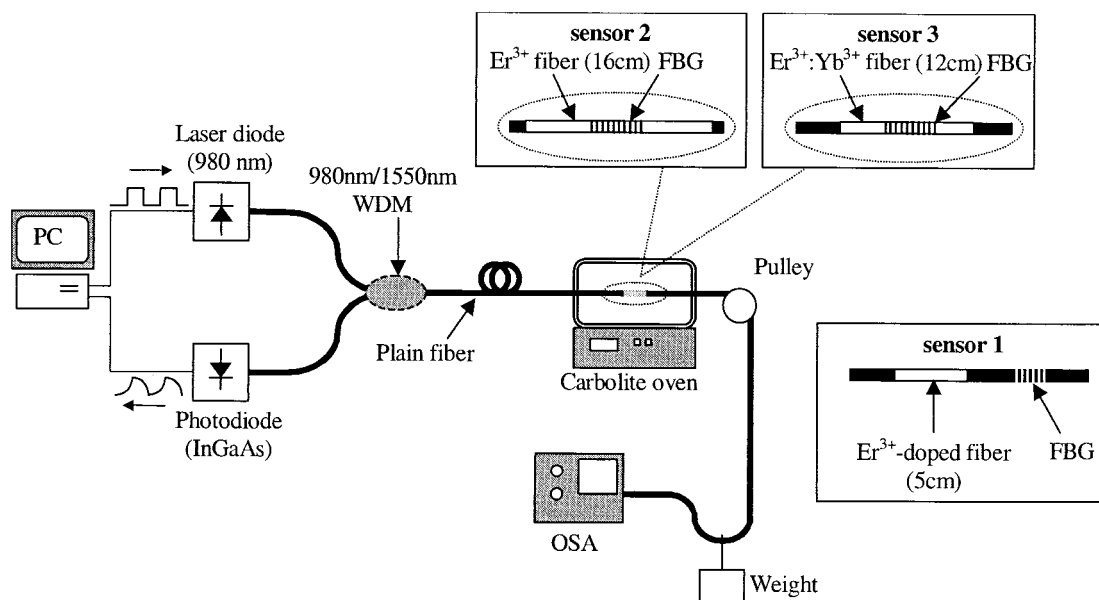 sensor 2
Er³⁺ fiber (16cm) FBG
sensor 3
Er³⁺:Yb³⁺ fiber (12cm) FBG
Laser diode
(980 nm)
980nm/1550nm
WDM
PC
Pulley
Plain fiber
Carbolite oven
Photodiode
(InGaAs)
sensor 1
Er³⁺-doped fiber
(5cm)
FBG
OSA
Weight